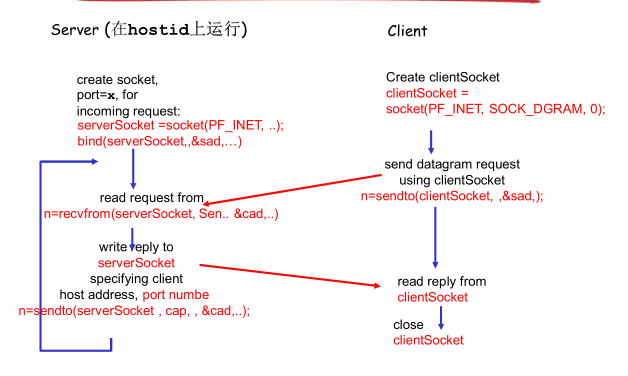 Server (在hostid上运行)
create socket,
port=x, for
incoming request:
serverSocket =socket(PF_INET, ..);
bind(serverSocket,,&sad,...)
read request from
n=recvfrom(serverSocket, Sen.. &cad,..)
write reply to
serverSocket
specifying client
host address, port numbe
n=sendto(serverSocket , cap, , &cad,..);
Client
Create clientSocket
clientSocket =
socket(PF_INET, SOCK_DGRAM, 0);
send datagram request
using clientSocket
n=sendto(clientSocket, ,&sad,);
read reply from
clientSocket
close
clientSocket